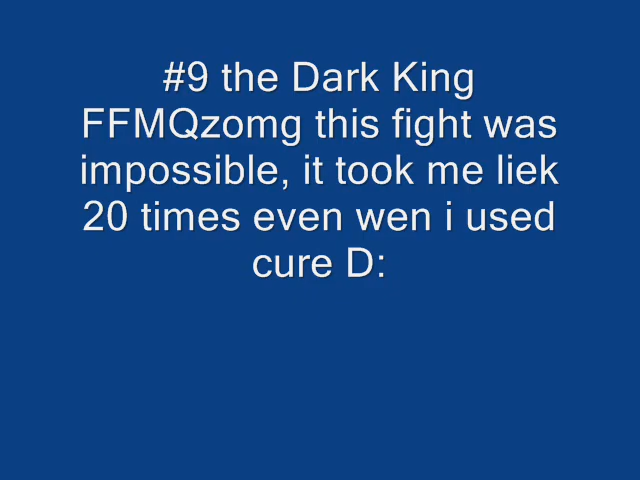 #9 the Dark King
FFMQzomg this fight was
impossible, it took me liek
20 times even wen i used
cure D: